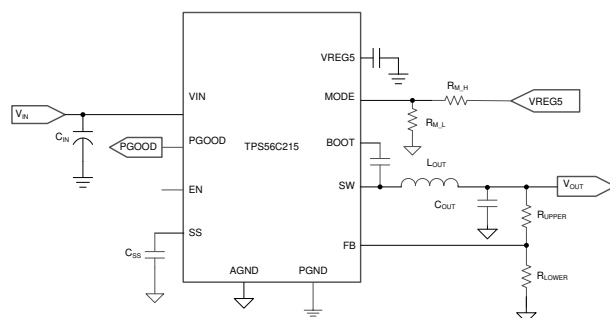 VREG5
R_M_H
V_IN
VIN
MODE
VREG5
C_IN
R_M_L
PGOOD
PGOOD
TPS56C215
BOOT
L_OUT
EN
SW
V_OUT
C_OUT
R_UPPER
SS
C_SS
FB
R_LOWER
AGND
PGND